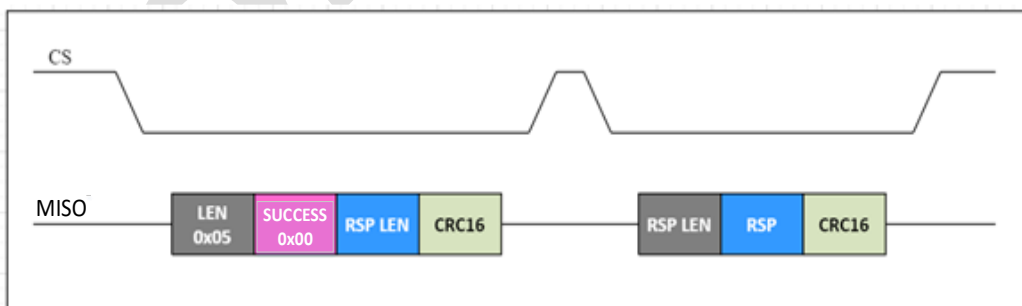 CS
MISO
LEN
0x05
SUCCESS
0x00
RSP LEN
CRC16
RSP LEN
RSP
CRC16